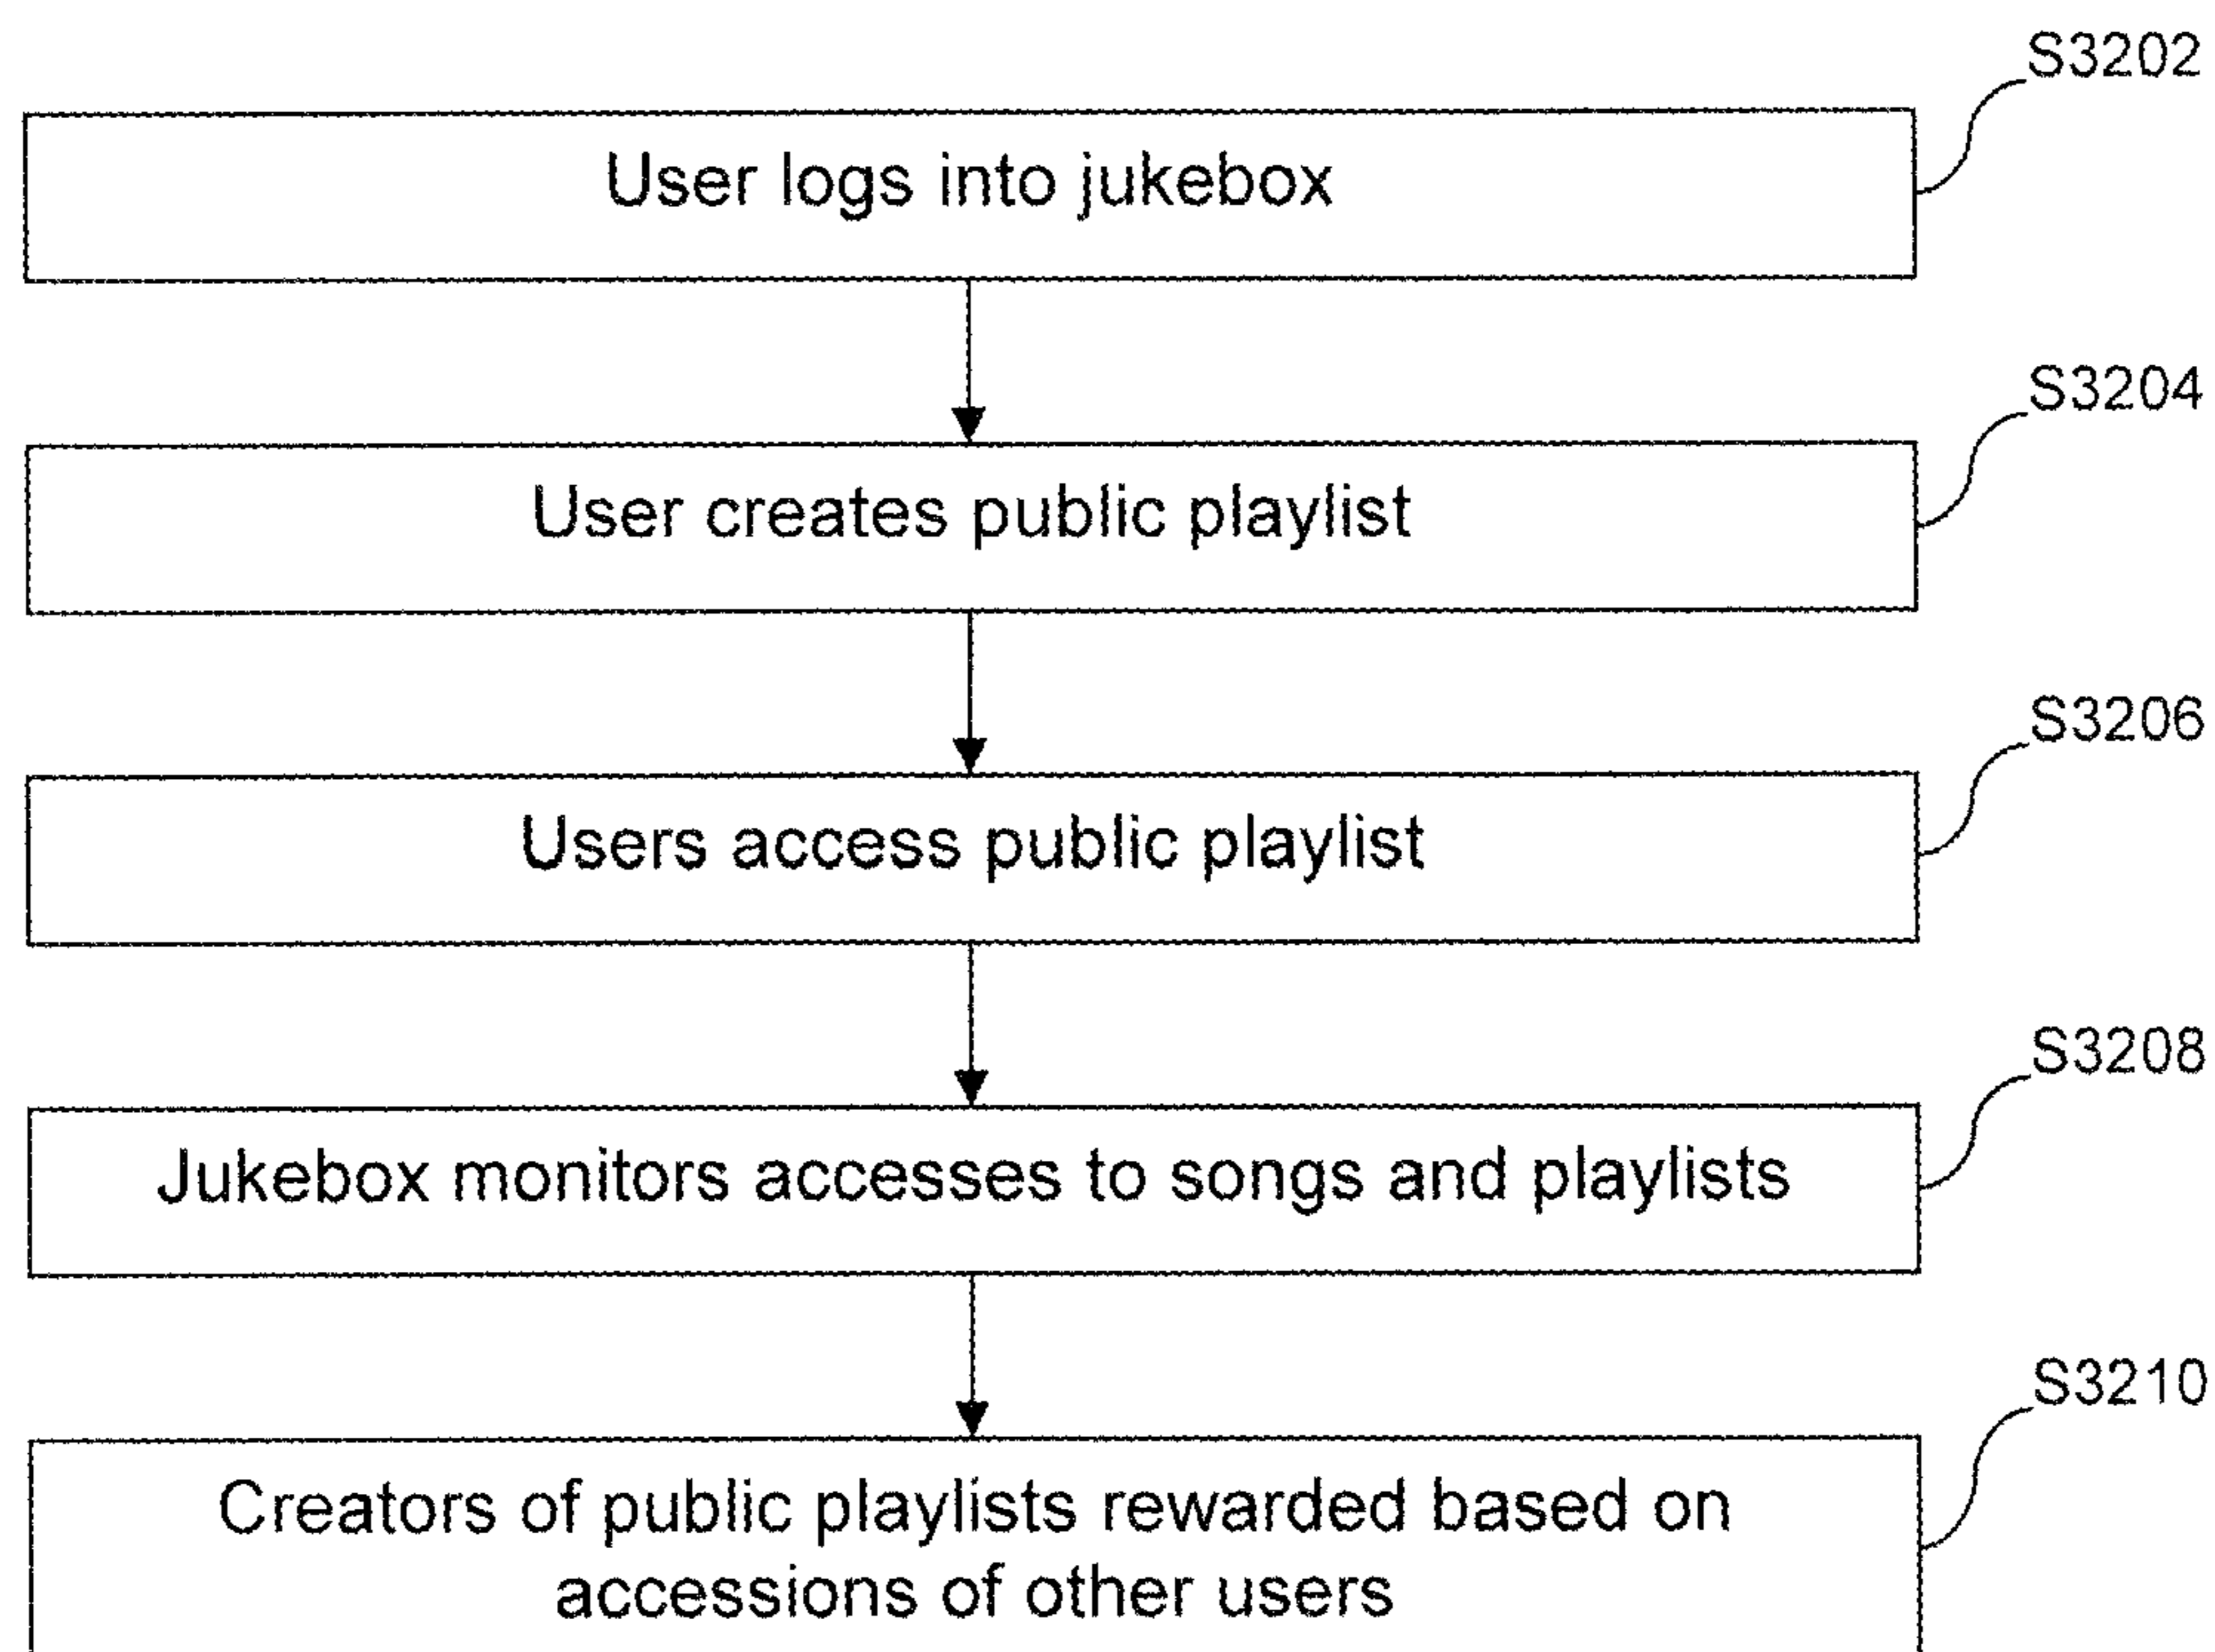 S3202
User logs into jukebox
S3204
User creates public playlist
S3206
Users access public playlist
S3208
Jukebox monitors accesses to songs and playlists
S3210
Creators of public playlists rewarded based on
accessions of other users